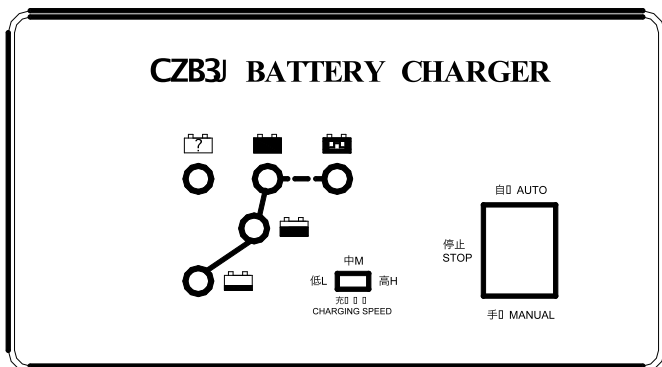 CZB3J BATTERY CHARGER
?
自▯ AUTO
停止
STOP
中M
低L
高H
充▯▯▯
CHARGING SPEED
手▯ MANUAL